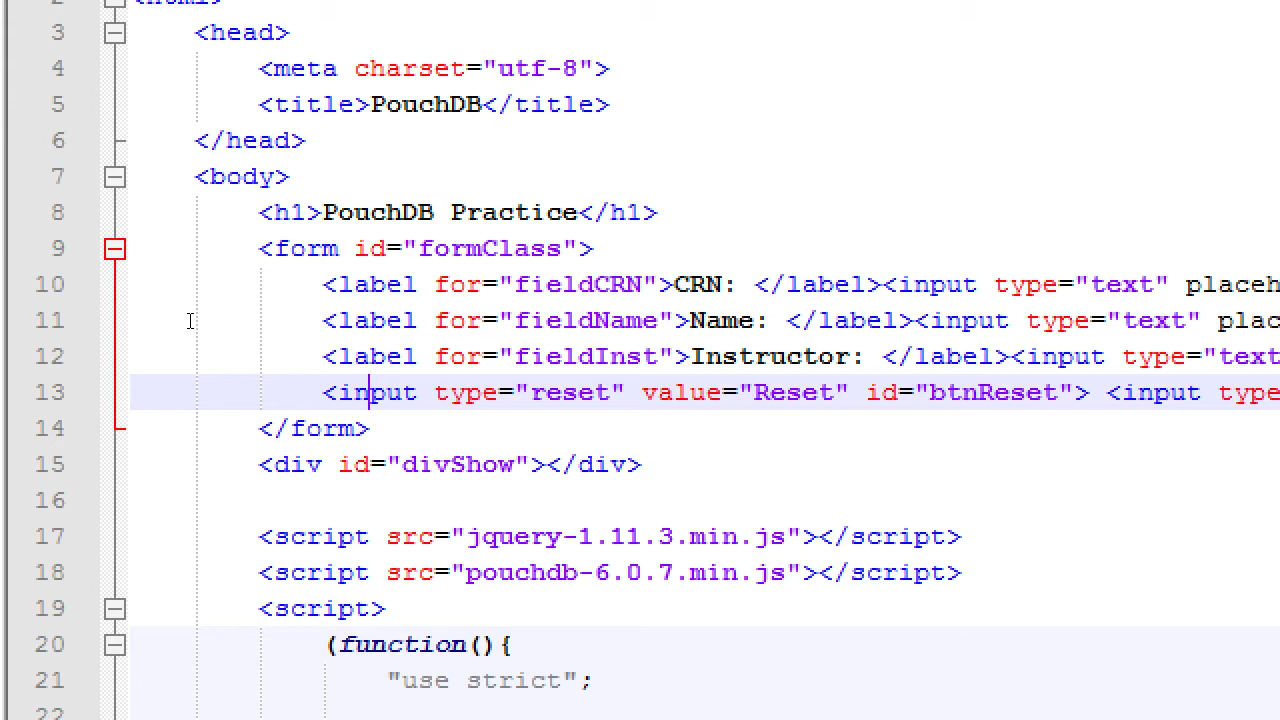 2 <html>
3 <head>
4 <meta charset="utf-8">
5 <title>PouchDB</title>
6 </head>
7 <body>
8 <h1>PouchDB Practice</h1>
9 <form id="formClass">
10 <label for="fieldCRN">CRN: </label><input type="text" placeh
11 <label for="fieldName">Name: </label><input type="text" plac
12 <label for="fieldInst">Instructor: </label><input type="text
13 <input type="reset" value="Reset" id="btnReset"> <input type
14 </form>
15 <div id="divShow"></div>
16
17 <script src="jquery-1.11.3.min.js"></script>
18 <script src="pouchdb-6.0.7.min.js"></script>
19 <script>
20 (function(){
21 "use strict";
22